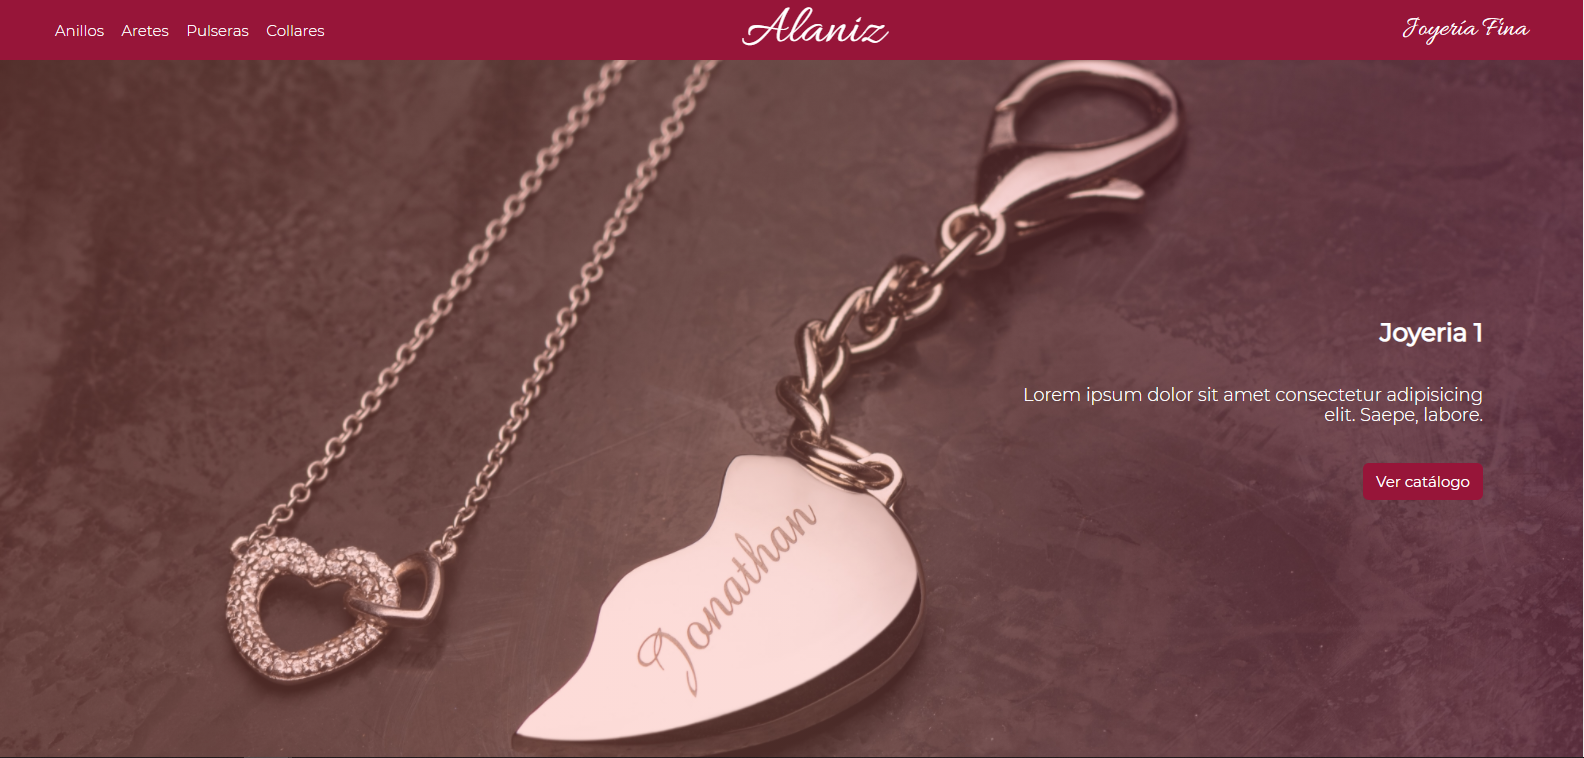 Anillos Aretes Pulseras Collares Alaniz Joyería Fina
Joyeria 1
Lorem ipsum dolor sit amet consectetur adipisicing
elit. Saepe, labore.
Ver catálogo
Jonathan